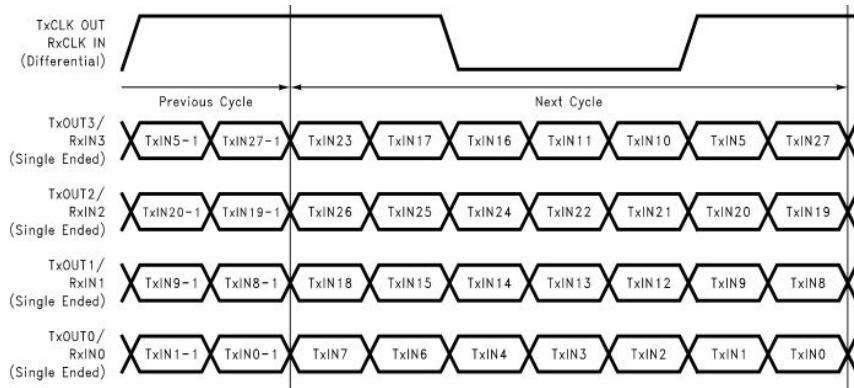 TxCLK OUT
RxCLK IN
(Differential)
Previous Cycle Next Cycle
TxOUT3/
RxIN3
(Single Ended)
TxIN5-1 TxIN27-1 TxIN23 TxIN17 TxIN16 TxIN11 TxIN10 TxIN5 TxIN27
TxOUT2/
RxIN2
(Single Ended)
TxIN20-1 TxIN19-1 TxIN26 TxIN25 TxIN24 TxIN22 TxIN21 TxIN20 TxIN19
TxOUT1/
RxIN1
(Single Ended)
TxIN9-1 TxIN8-1 TxIN18 TxIN15 TxIN14 TxIN13 TxIN12 TxIN9 TxIN8
TxOUT0/
RxIN0
(Single Ended)
TxIN1-1 TxIN0-1 TxIN7 TxIN6 TxIN4 TxIN3 TxIN2 TxIN1 TxIN0